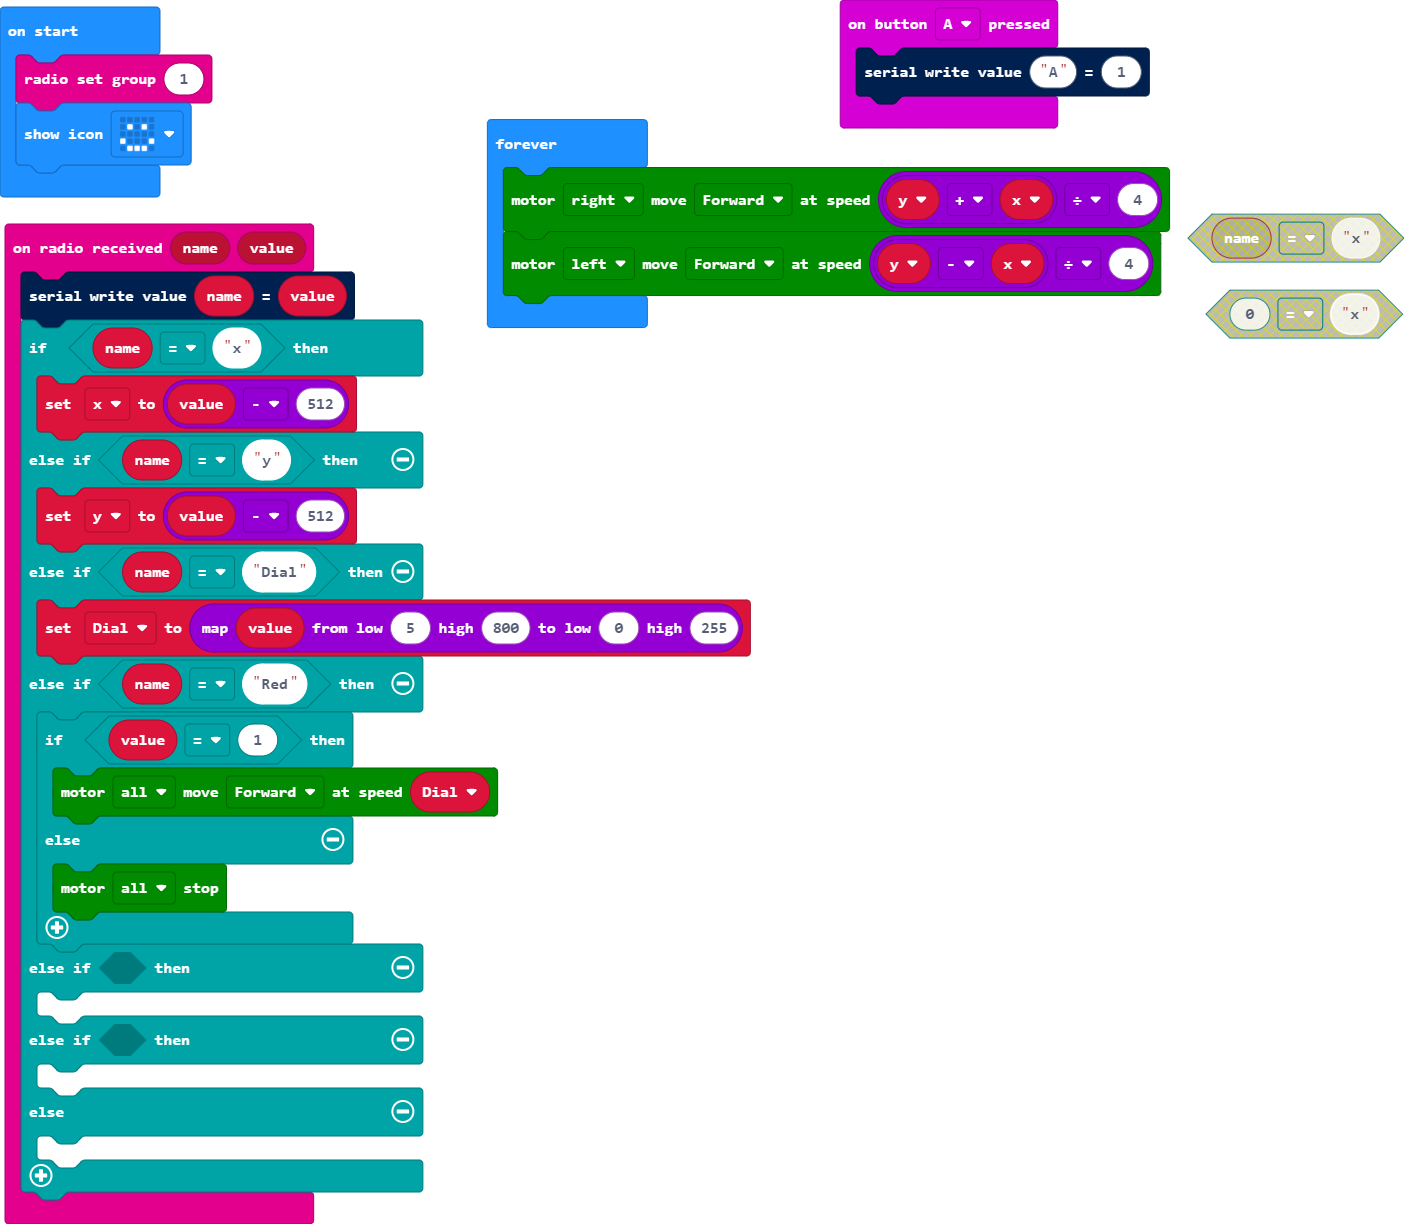 on start
radio set group 1
show icon
on radio received name value
serial write value name = value
if name = "x" then
set x to value - 512
else if name = "y" then
set y to value - 512
else if name = "Dial" then
set Dial to map value from low 5 high 800 to low 0 high 255
else if name = "Red" then
if value = 1 then
motor all move Forward at speed Dial
else
motor all stop
else if then
else if then
else
forever
motor right move Forward at speed y + x ÷ 4
motor left move Forward at speed y - x ÷ 4
on button A pressed
serial write value "A" = 1
name = "x"
0 = "x"